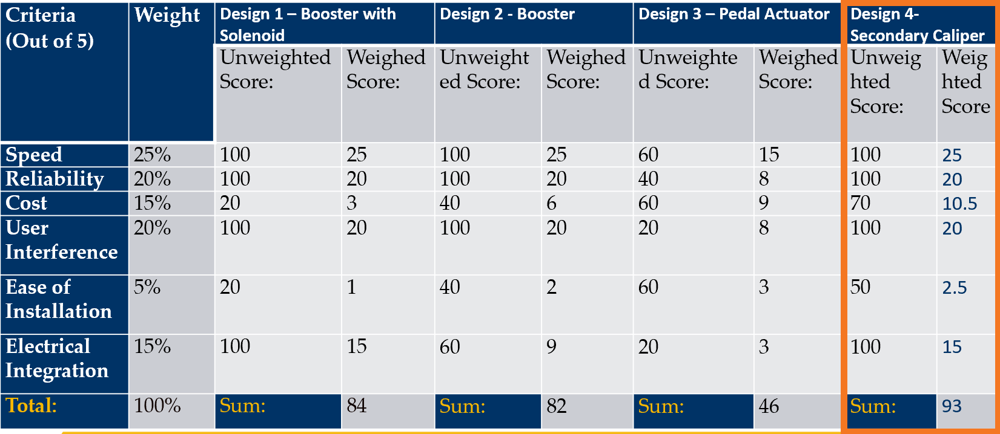 Criteria (Out of 5) Weight Design 1 – Booster with Solenoid Design 2 - Booster Design 3 – Pedal Actuator Design 4- Secondary Caliper
Unweighted Score: Weighed Score: Unweighted Score: Weighed Score: Unweighted Score: Weighed Score: Unweighted Score: Weighted Score
Speed 25% 100 25 100 25 60 15 100 25
Reliability 20% 100 20 100 20 40 8 100 20
Cost 15% 20 3 40 6 60 9 70 10.5
User Interference 20% 100 20 100 20 20 8 100 20
Ease of Installation 5% 20 1 40 2 60 3 50 2.5
Electrical Integration 15% 100 15 60 9 20 3 100 15
Total: 100% Sum: 84 Sum: 82 Sum: 46 Sum: 93